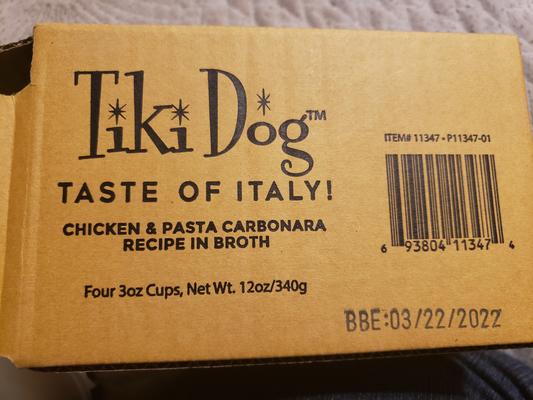 Tiki Dog™
TASTE OF ITALY!
CHICKEN & PASTA CARBONARA
RECIPE IN BROTH
Four 3oz Cups, Net Wt. 12oz/340g
ITEM# 11347 - P11347-01
6 93804 11347 4
BBE:03/22/2022